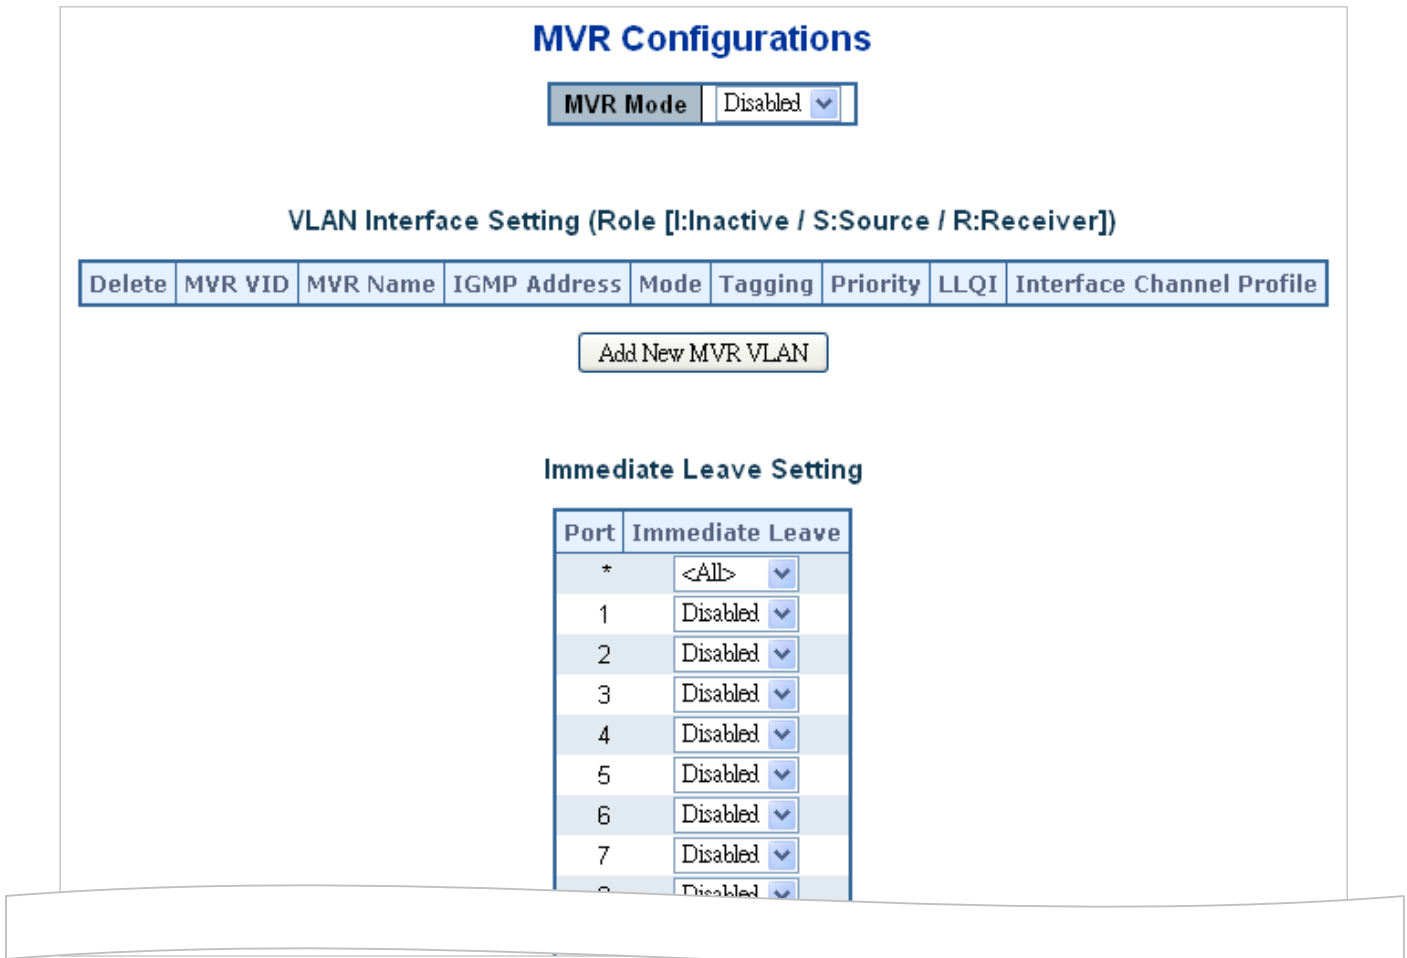 MVR Configurations
MVR Mode Disabled
VLAN Interface Setting (Role [I:Inactive / S:Source / R:Receiver])
Delete MVR VID MVR Name IGMP Address Mode Tagging Priority LLQI Interface Channel Profile
Add New MVR VLAN
Immediate Leave Setting
Port Immediate Leave
* <All>
1 Disabled
2 Disabled
3 Disabled
4 Disabled
5 Disabled
6 Disabled
7 Disabled
Disabled